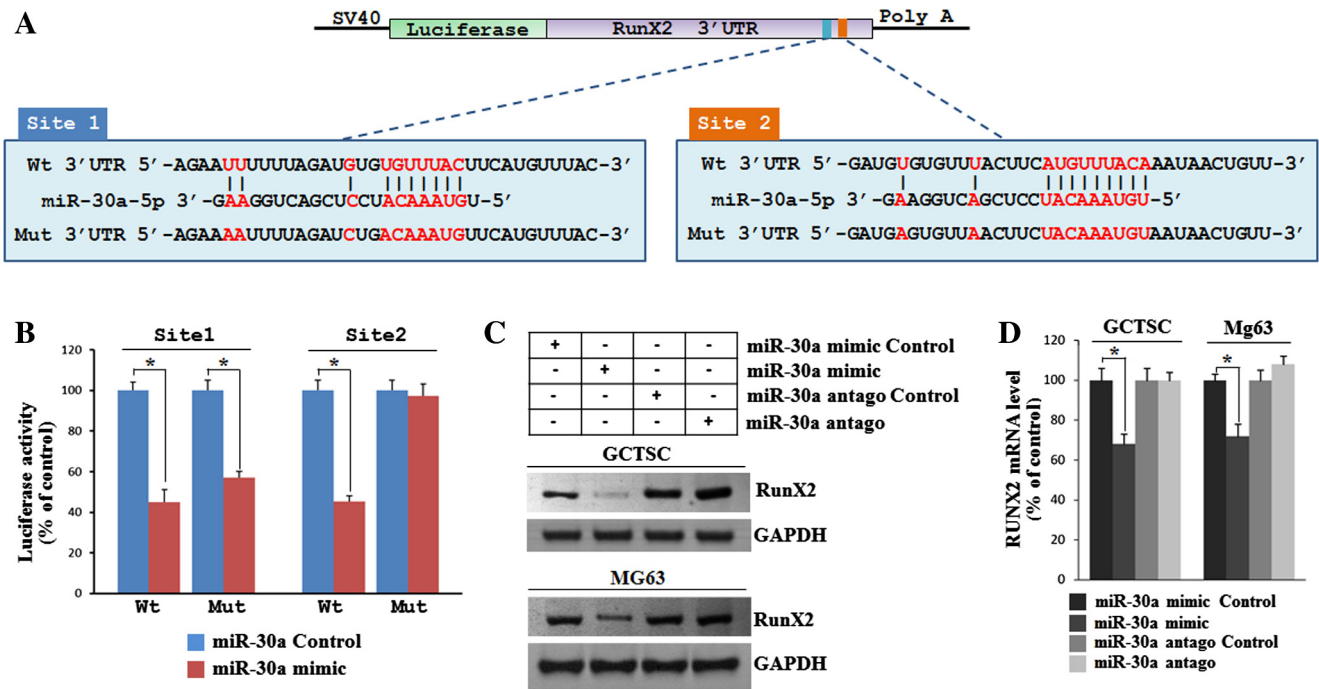 A
SV40
Luciferase
RunX2 3'UTR
Poly A
Site 1
Wt 3'UTR 5'-AGAAUUUUUUAGAUGUGUGUUUACUUCAUGUUUAC-3'
miR-30a-5p 3'-GAAGGUCAGCUCCUACAAAUGU-5'
Mut 3'UTR 5'-AGAAAAUUUUAGAUCUGACAAAUGUUCAUGUUUAC-3'
Site 2
Wt 3'UTR 5'-GAUGUGUGUUUACUUCAUGUUUACAAAUAACUGUU-3'
miR-30a-5p 3'-GAAGGUCAGCUCCUACAAAUGU-5'
Mut 3'UTR 5'-GAUGAGUGUUAACUUCUACAAAUGUAAUAACUGUU-3'
B
Site1
Site2
Luciferase activity
(% of control)
120
100
80
60
40
20
0
*
*
*
Wt
Mut
Wt
Mut
miR-30a Control
miR-30a mimic
C
+ - - - miR-30a mimic Control
- + - - miR-30a mimic
- - + - miR-30a antago Control
- - - + miR-30a antago
GCTSC
RunX2
GAPDH
MG63
RunX2
GAPDH
D
GCTSC
Mg63
RUNX2 mRNA level
(% of control)
120
100
80
60
40
20
0
*
*
miR-30a mimic Control
miR-30a mimic
miR-30a antago Control
miR-30a antago